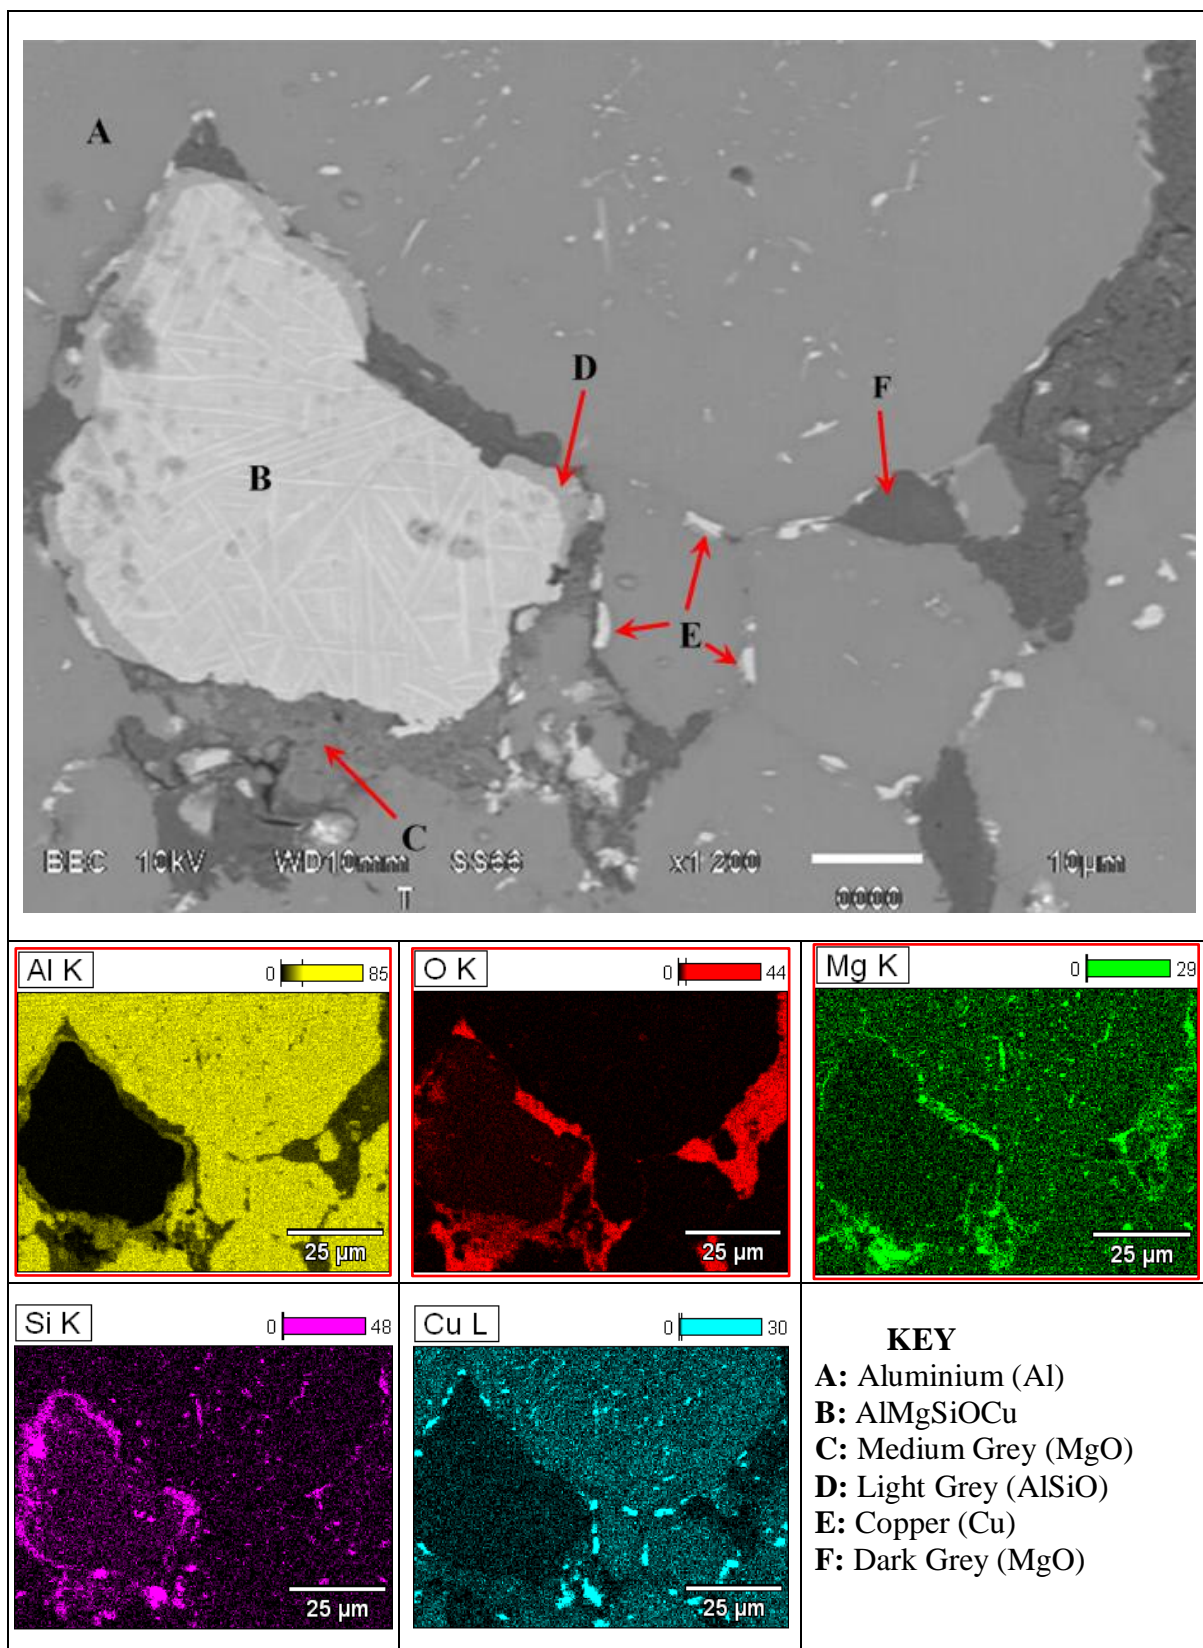 A
D
F
B
E
C
BEC 10kV WD10mm SS66 x1 200 10µm
T 0000
Al K 0 85
O K 0 44
Mg K 0 29
25 µm
25 µm
25 µm
Si K 0 48
Cu L 0 30
25 µm
25 µm
KEY
A: Aluminium (Al)
B: AlMgSiOCu
C: Medium Grey (MgO)
D: Light Grey (AlSiO)
E: Copper (Cu)
F: Dark Grey (MgO)